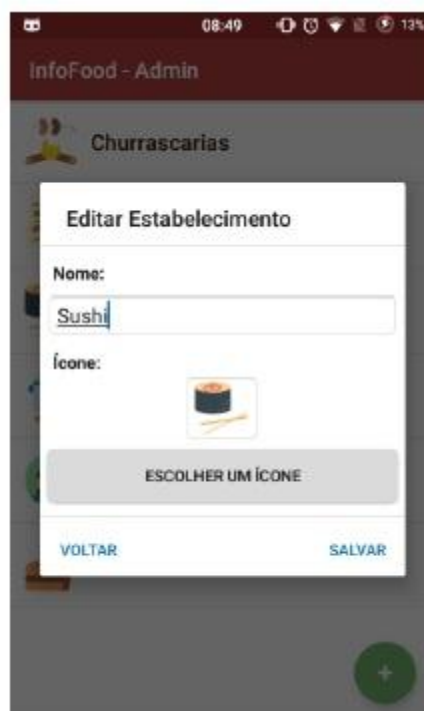 08:49 13%
InfoFood - Admin
Churrascarias
Editar Estabelecimento
Nome:
Sushi
Ícone:
ESCOLHER UM ÍCONE
VOLTAR SALVAR
+